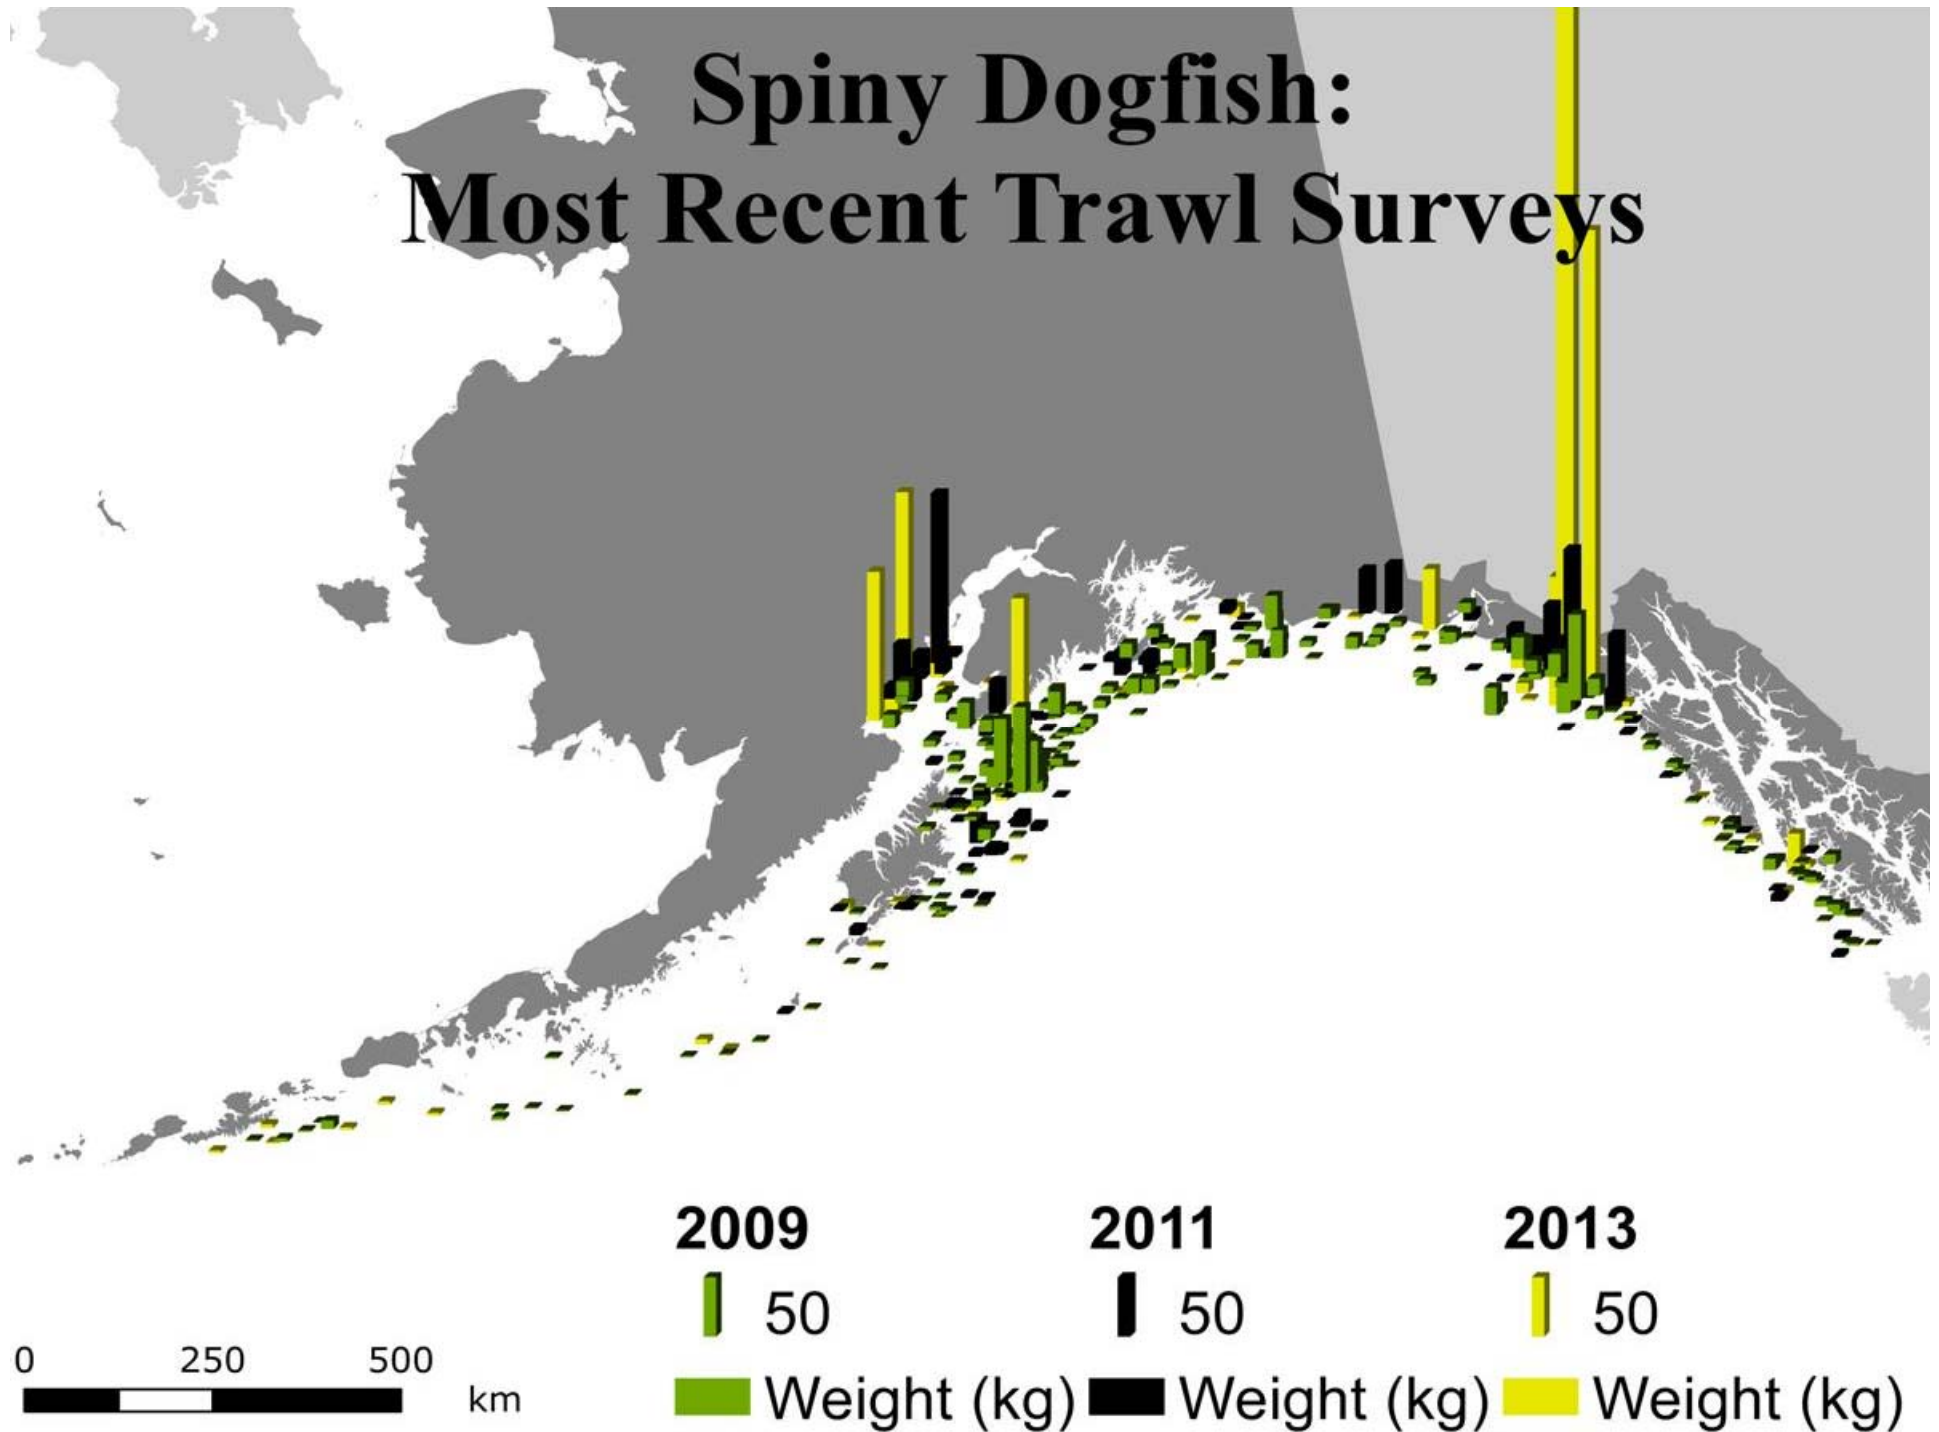 Spiny Dogfish:
Most Recent Trawl Surveys
2009 2011 2013
50 50 50
0 250 500
km
Weight (kg) Weight (kg) Weight (kg)